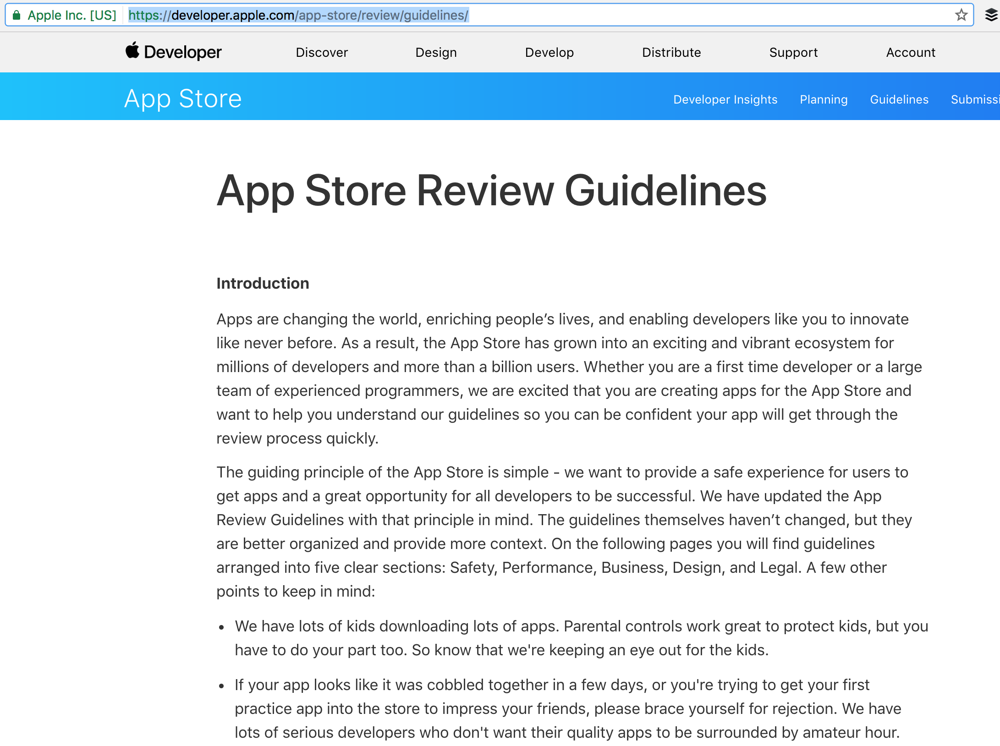 Apple Inc. [US] https://developer.apple.com/app-store/review/guidelines/
Developer Discover Design Develop Distribute Support Account
App Store Developer Insights Planning Guidelines Submissi
App Store Review Guidelines
Introduction
Apps are changing the world, enriching people’s lives, and enabling developers like you to innovate
like never before. As a result, the App Store has grown into an exciting and vibrant ecosystem for
millions of developers and more than a billion users. Whether you are a first time developer or a large
team of experienced programmers, we are excited that you are creating apps for the App Store and
want to help you understand our guidelines so you can be confident your app will get through the
review process quickly.
The guiding principle of the App Store is simple - we want to provide a safe experience for users to
get apps and a great opportunity for all developers to be successful. We have updated the App
Review Guidelines with that principle in mind. The guidelines themselves haven’t changed, but they
are better organized and provide more context. On the following pages you will find guidelines
arranged into five clear sections: Safety, Performance, Business, Design, and Legal. A few other
points to keep in mind:
• We have lots of kids downloading lots of apps. Parental controls work great to protect kids, but you
have to do your part too. So know that we're keeping an eye out for the kids.
• If your app looks like it was cobbled together in a few days, or you're trying to get your first
practice app into the store to impress your friends, please brace yourself for rejection. We have
lots of serious developers who don't want their quality apps to be surrounded by amateur hour.